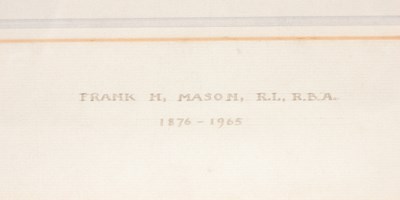 FRANK H, MASON, R.I., R.B.A.
1876 – 1965